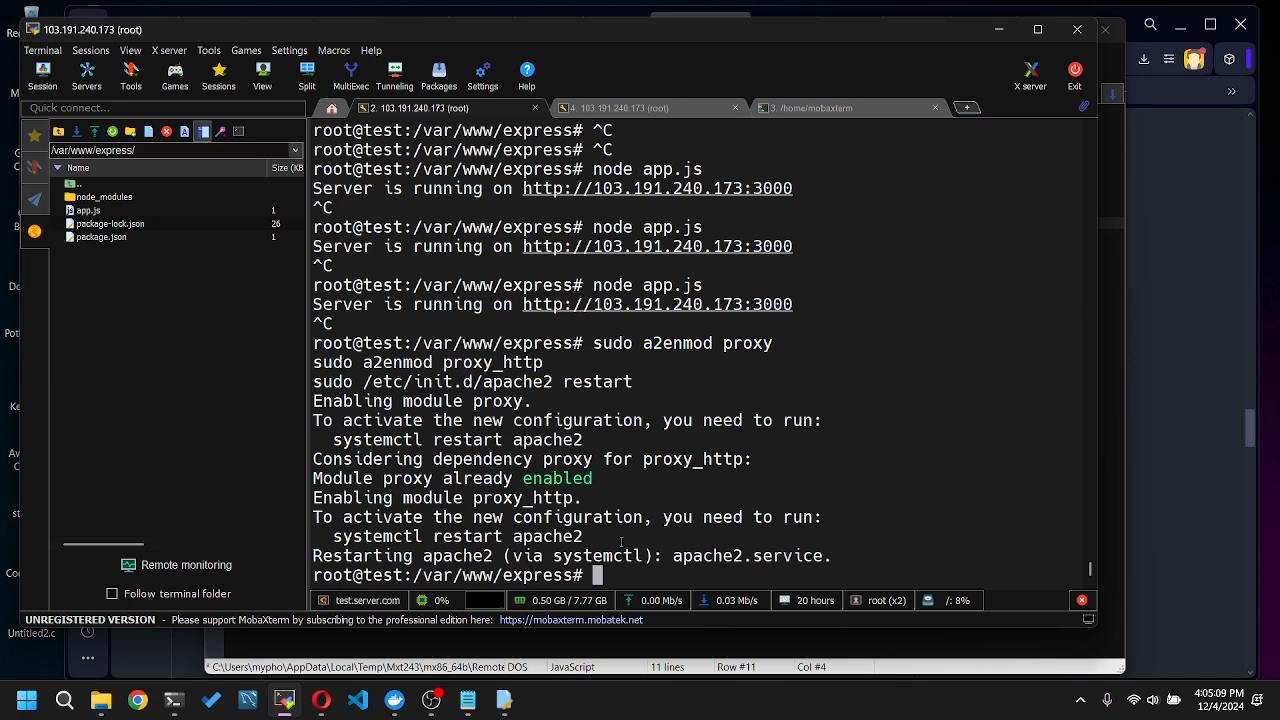 103.191.240.173 (root)
Terminal Sessions View X server Tools Games Settings Macros Help
Session Servers Tools Games Sessions View Split MultiExec Tunneling Packages Settings Help X server Exit
Quick connect...
2. 103.191.240.173 (root)
4. 103.191.240.173 (root)
3. /home/mobaxterm
/var/www/express/
Name Size (KB
..
node_modules
app.js 1
package-lock.json 26
package.json 1
Remote monitoring
Follow terminal folder
root@test:/var/www/express# ^C
root@test:/var/www/express# ^C
root@test:/var/www/express# node app.js
Server is running on http://103.191.240.173:3000
^C
root@test:/var/www/express# node app.js
Server is running on http://103.191.240.173:3000
^C
root@test:/var/www/express# node app.js
Server is running on http://103.191.240.173:3000
^C
root@test:/var/www/express# sudo a2enmod proxy
sudo a2enmod proxy_http
sudo /etc/init.d/apache2 restart
Enabling module proxy.
To activate the new configuration, you need to run:
systemctl restart apache2
Considering dependency proxy for proxy_http:
Module proxy already enabled
Enabling module proxy_http.
To activate the new configuration, you need to run:
systemctl restart apache2
Restarting apache2 (via systemctl): apache2.service.
root@test:/var/www/express#
test.server.com 0% 0.50 GB / 7.77 GB 0.00 Mb/s 0.03 Mb/s 20 hours root (x2) /: 8%
UNREGISTERED VERSION - Please support MobaXterm by subscribing to the professional edition here: https://mobaxterm.mobatek.net
Untitled2.c
C:\Users\mypho\AppData\Local\Temp\Mxt243\mx86_64b\Remote DOS JavaScript 11 lines Row #11 Col #4
4:05:09 PM
12/4/2024